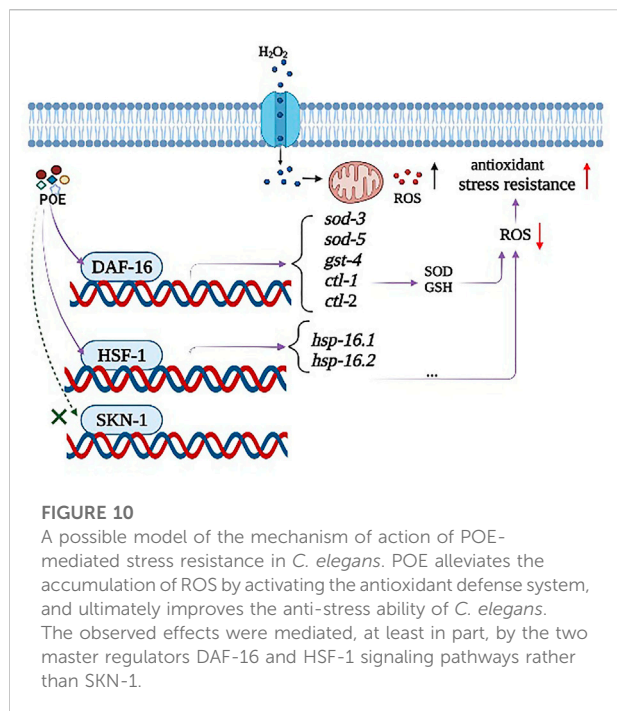 H₂O₂
POE
ROS
antioxidant
stress resistance
ROS
DAF-16
sod-3
sod-5
gst-4
ctl-1
ctl-2
SOD
GSH
HSF-1
hsp-16.1
hsp-16.2
...
SKN-1
FIGURE 10
A possible model of the mechanism of action of POE-
mediated stress resistance in C. elegans. POE alleviates the
accumulation of ROS by activating the antioxidant defense system,
and ultimately improves the anti-stress ability of C. elegans.
The observed effects were mediated, at least in part, by the two
master regulators DAF-16 and HSF-1 signaling pathways rather
than SKN-1.